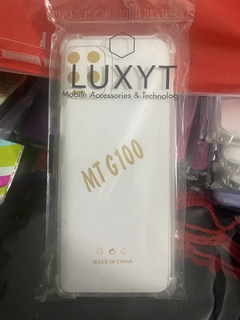 LUXYT
Mobile Accessories & Technology
MT G100
MADE IN CHINA